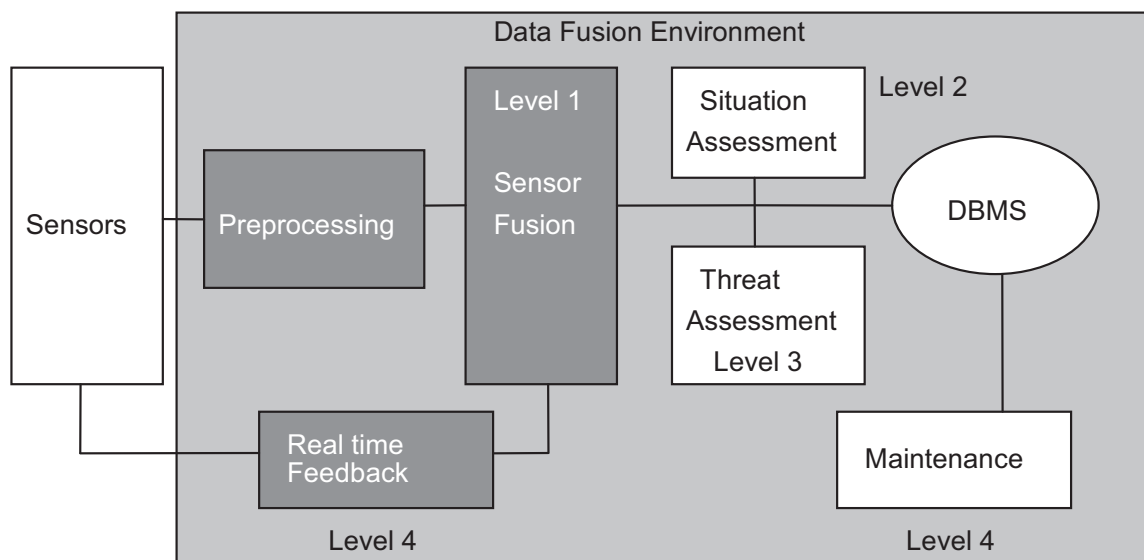 Data Fusion Environment
Sensors
Preprocessing
Level 1
Sensor
Fusion
Situation
Assessment
Level 2
DBMS
Threat
Assessment
Level 3
Real time
Feedback
Level 4
Maintenance
Level 4